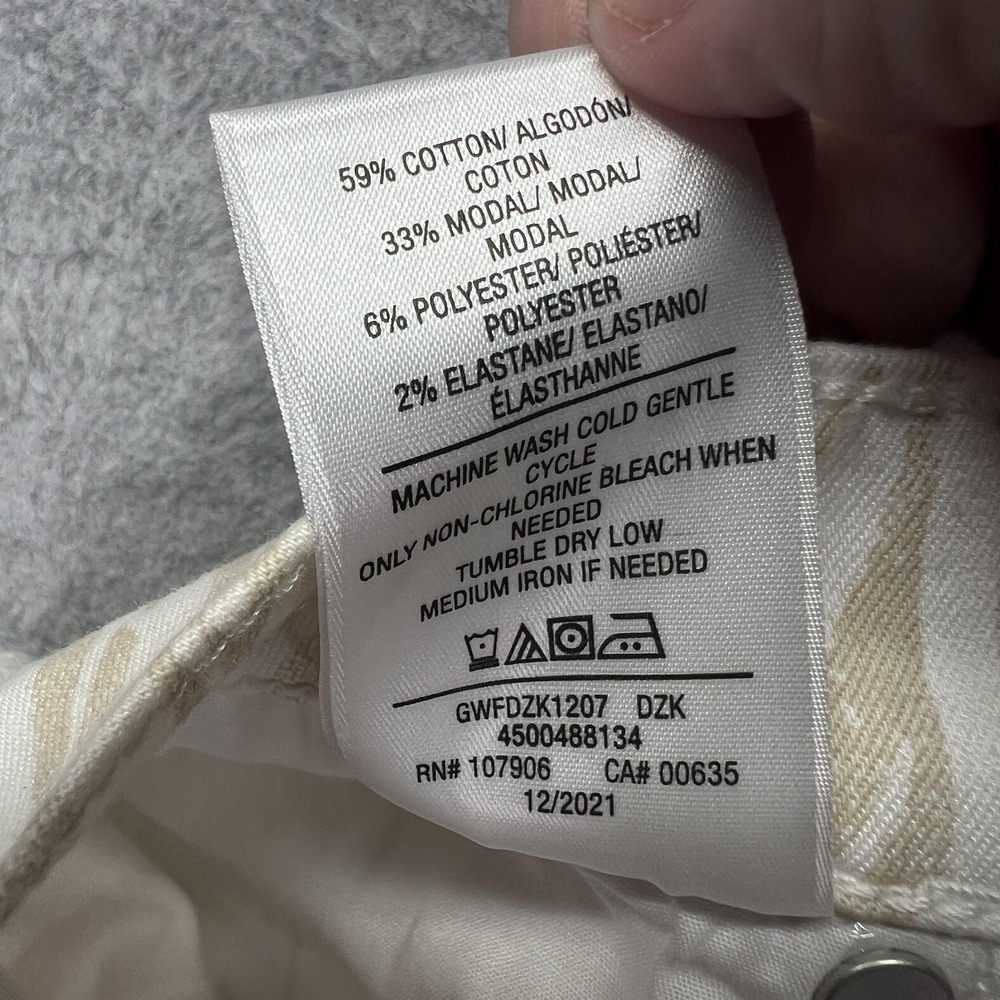 59% COTTON/ ALGODÓN/
COTON
33% MODAL/ MODAL/
MODAL
6% POLYESTER/ POLIÉSTER/
POLYESTER
2% ELASTANE/ ELASTANO/
ÉLASTHANNE
MACHINE WASH COLD GENTLE
CYCLE
ONLY NON-CHLORINE BLEACH WHEN
NEEDED
TUMBLE DRY LOW
MEDIUM IRON IF NEEDED
GWFDZK1207 DZK
4500488134
RN# 107906 CA# 00635
12/2021